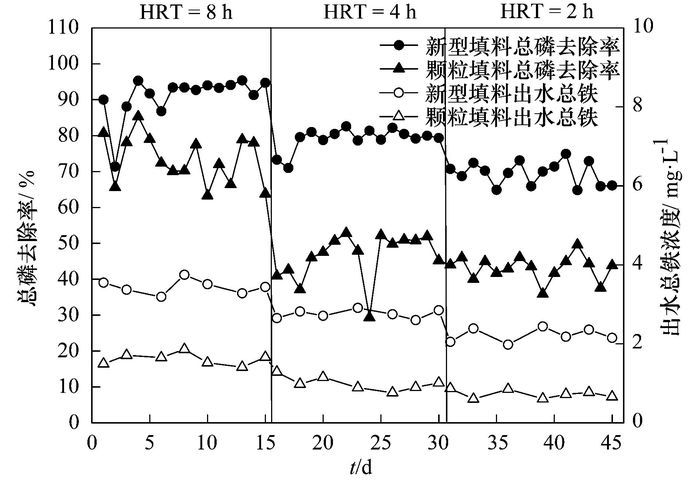 HRT = 8 h
HRT = 4 h
HRT = 2 h
110
100
90
80
70
60
50
40
30
20
10
0
总磷去除率/ %
新型填料总磷去除率
颗粒填料总磷去除率
新型填料出水总铁
颗粒填料出水总铁
10
8
6
4
2
0
出水总铁浓度/ mg·L⁻¹
0 5 10 15 20 25 30 35 40 45
t/d